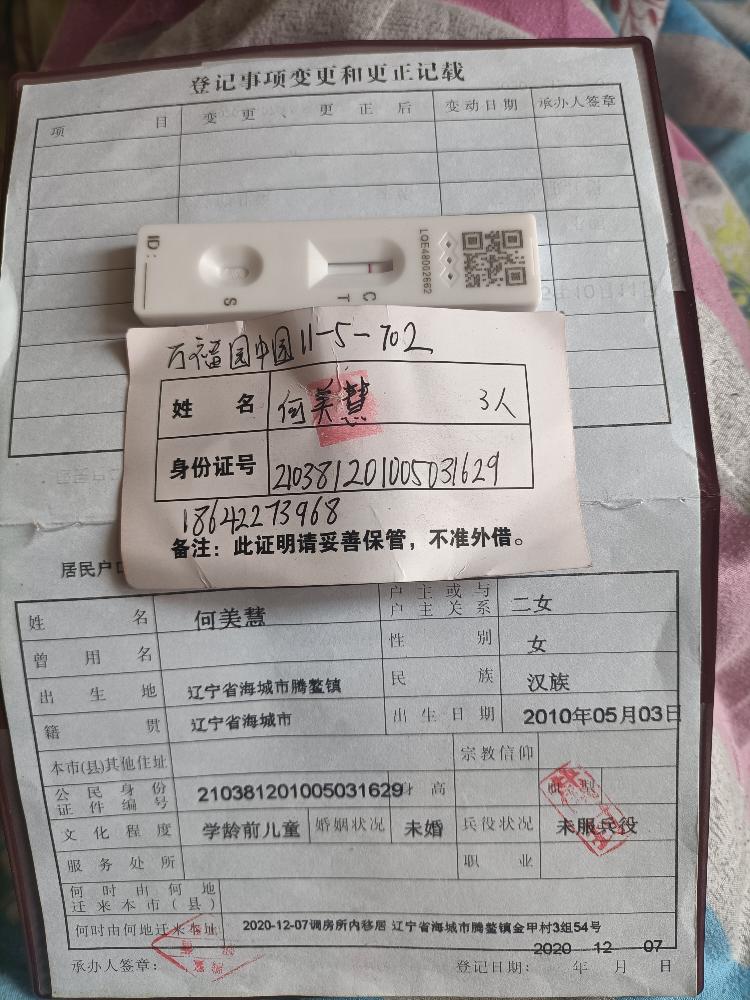 登记事项变更和更正记载
项 目 变 更 、 更 正 后 变动日期 承办人签章
ID:
S
C
T
LOE48002662
万福园中园11-5-702
姓 名 何美慧 3人
身份证号 210381201005031629
18642273968
备注：此证明请妥善保管，不准外借。
居民户口
姓 名 何美慧 户主或与户主关系 二女
曾 用 名 性 别 女
出 生 地 辽宁省海城市腾鳌镇 民 族 汉族
籍 贯 辽宁省海城市 出 生 日 期 2010年05月03日
本市(县)其他住址 宗教信仰
公民身份证件编号 210381201005031629 身 高 血 型
文 化 程 度 学龄前儿童 婚姻状况 未婚 兵役状况 未服兵役
服 务 处 所 职 业
何时由何地迁来本市(县)
何时由何地迁来本址 2020-12-07调房所内移居 辽宁省海城市腾鳌镇金甲村3组54号
2020 12 07
承办人签章： 登记日期： 年 月 日